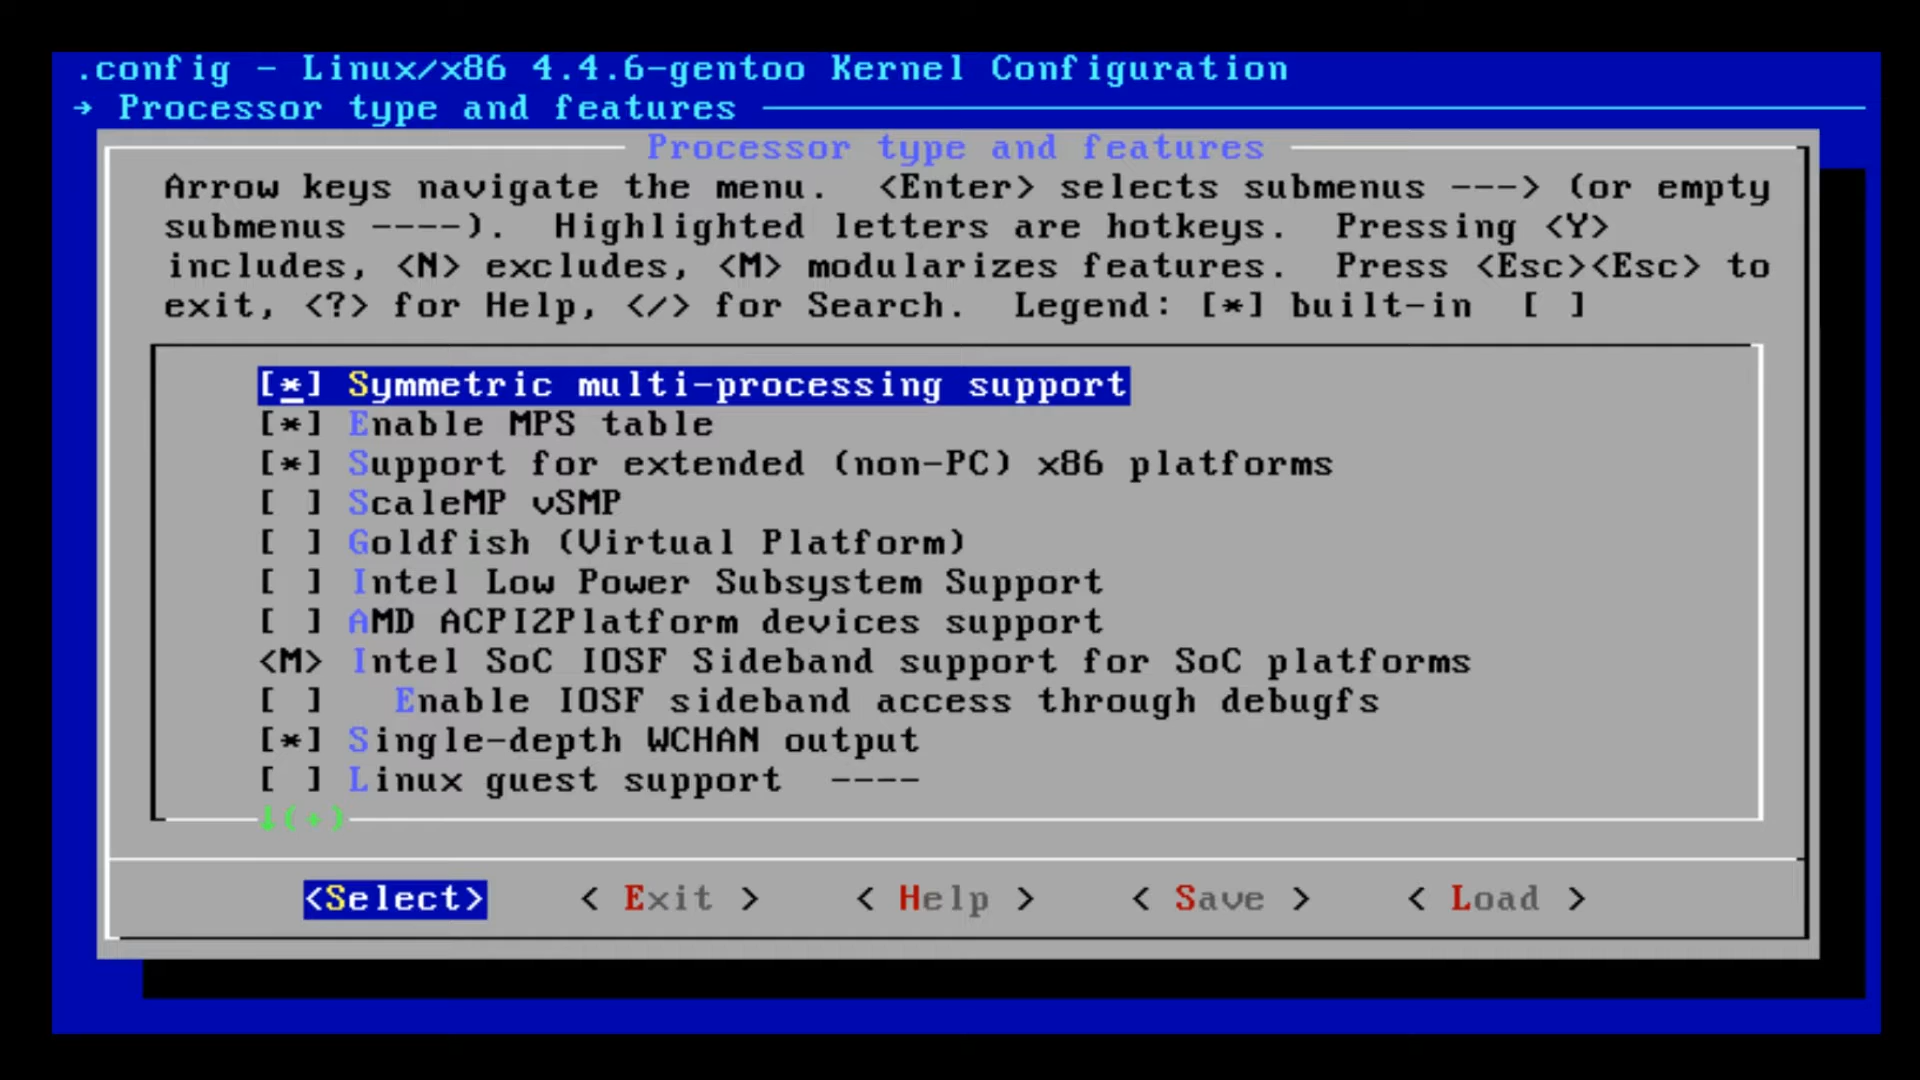 .config - Linux/x86 4.4.6-gentoo Kernel Configuration
→ Processor type and features
Processor type and features
Arrow keys navigate the menu.  <Enter> selects submenus ---> (or empty
submenus ----).  Highlighted letters are hotkeys.  Pressing <Y>
includes, <N> excludes, <M> modularizes features.  Press <Esc><Esc> to
exit, <?> for Help, </> for Search.  Legend: [*] built-in  [ ]
[*] Symmetric multi-processing support
[*] Enable MPS table
[*] Support for extended (non-PC) x86 platforms
[ ] ScaleMP vSMP
[ ] Goldfish (Virtual Platform)
[ ] Intel Low Power Subsystem Support
[ ] AMD ACPI2Platform devices support
<M> Intel SoC IOSF Sideband support for SoC platforms
[ ]   Enable IOSF sideband access through debugfs
[*] Single-depth WCHAN output
[ ] Linux guest support  ----
↓(+)
<Select>    < Exit >    < Help >    < Save >    < Load >